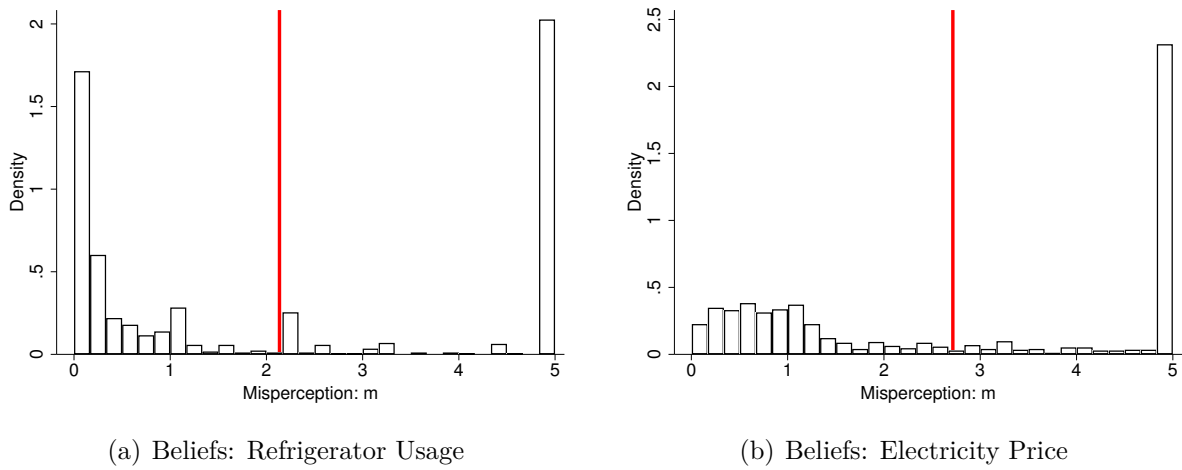 2
1.5
1
.5
0
Density
0 1 2 3 4 5
Misperception: m
(a) Beliefs: Refrigerator Usage
2.5
2
1.5
1
.5
0
Density
0 1 2 3 4 5
Misperception: m
(b) Beliefs: Electricity Price